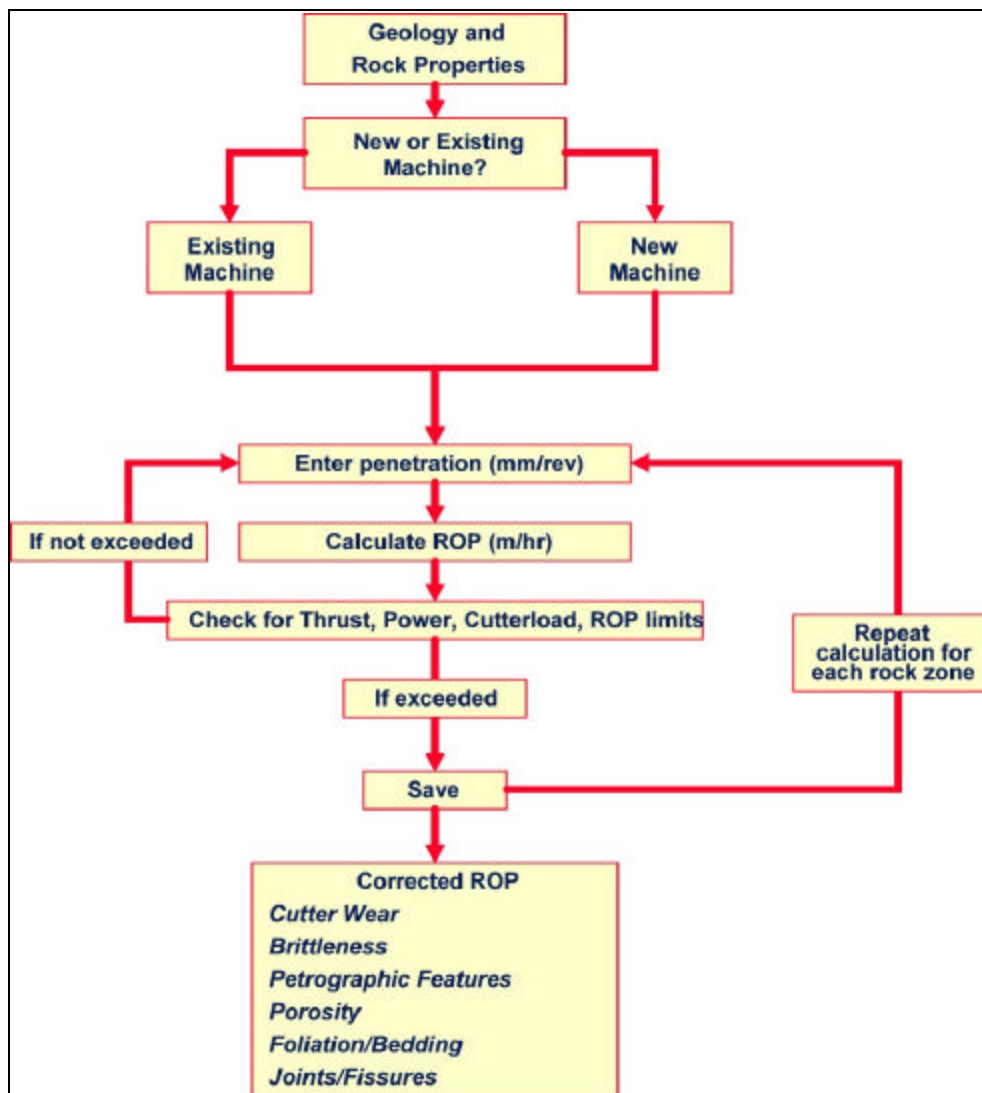 Geology and
Rock Properties
New or Existing
Machine?
Existing
Machine
New
Machine
Enter penetration (mm/rev)
If not exceeded
Calculate ROP (m/hr)
Check for Thrust, Power, Cutterload, ROP limits
Repeat
calculation for
each rock zone
If exceeded
Save
Corrected ROP
Cutter Wear
Brittleness
Petrographic Features
Porosity
Foliation/Bedding
Joints/Fissures